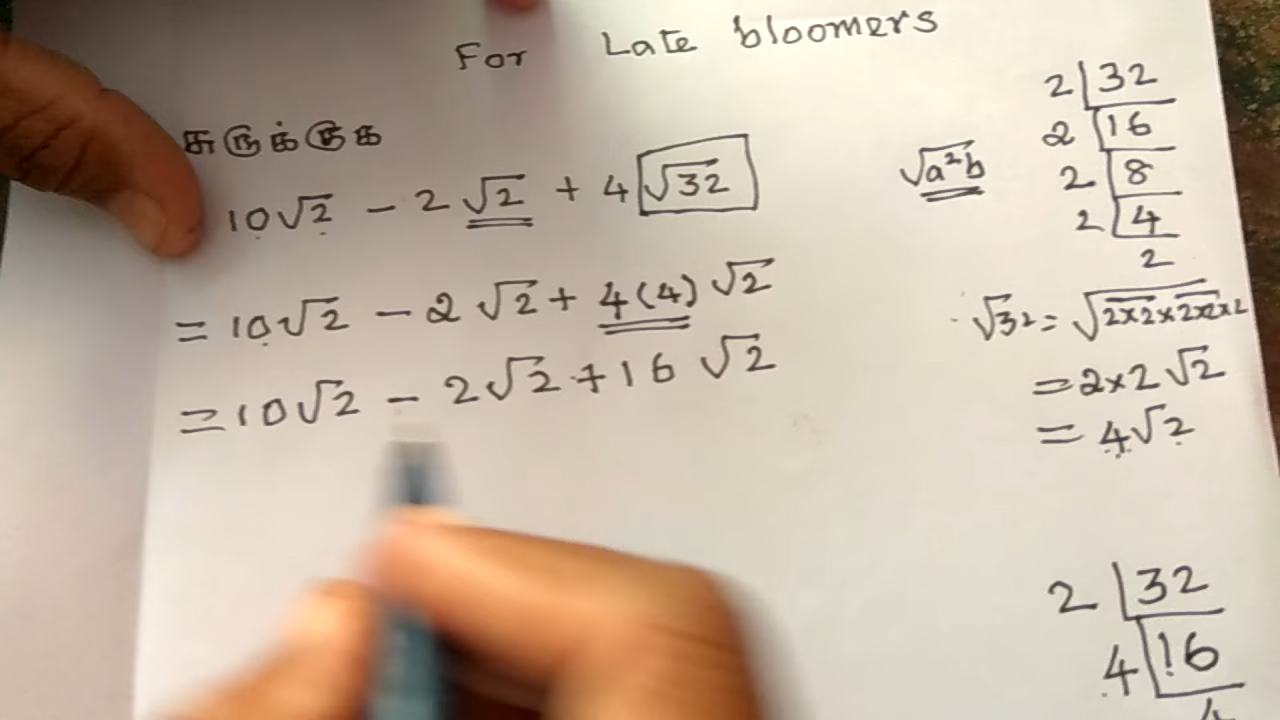 For Late bloomers
சுருக்குக
10√2 - 2√2 + 4√32
= 10√2 - 2√2 + 4(4)√2
= 10√2 - 2√2 + 16√2
√a²b
2 | 32
2 | 16
2 | 8
2 | 4
2
√32 = √2×2×2×2×2
= 2×2√2
= 4√2
2 | 32
4 | 16